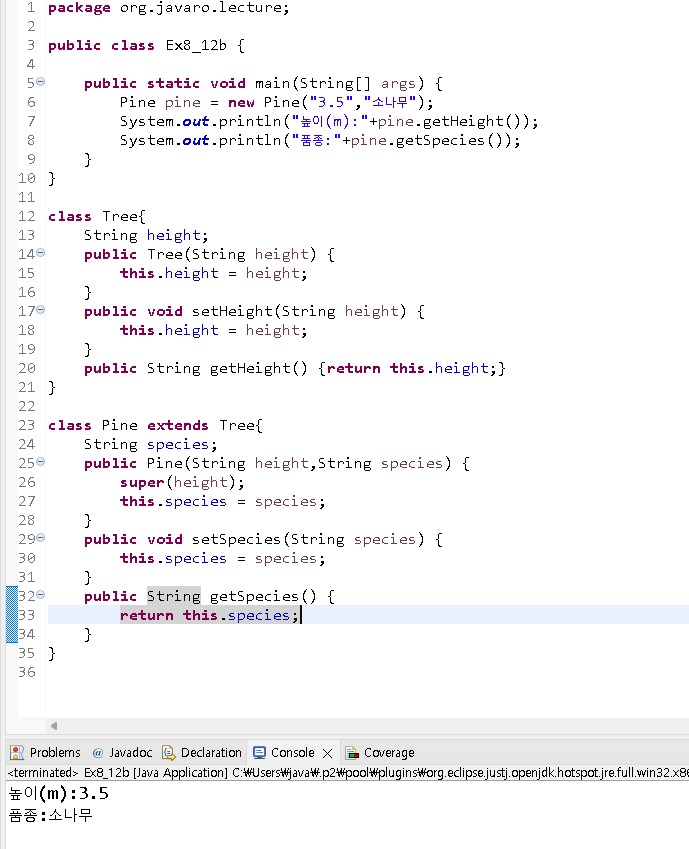 1 package org.javaro.lecture;
2
3 public class Ex8_12b {
4
5 public static void main(String[] args) {
6 Pine pine = new Pine("3.5","소나무");
7 System.out.println("높이(m):"+pine.getHeight());
8 System.out.println("품종:"+pine.getSpecies());
9 }
10 }
11
12 class Tree{
13 String height;
14 public Tree(String height) {
15 this.height = height;
16 }
17 public void setHeight(String height) {
18 this.height = height;
19 }
20 public String getHeight() {return this.height;}
21 }
22
23 class Pine extends Tree{
24 String species;
25 public Pine(String height,String species) {
26 super(height);
27 this.species = species;
28 }
29 public void setSpecies(String species) {
30 this.species = species;
31 }
32 public String getSpecies() {
33 return this.species;
34 }
35 }
36
Problems @ Javadoc Declaration Console Coverage
<terminated> Ex8_12b [Java Application] C:₩Users₩java₩.p2₩pool₩plugins₩org.eclipse.justj.openjdk.hotspot.jre.full.win32.x86
높이(m):3.5
품종:소나무